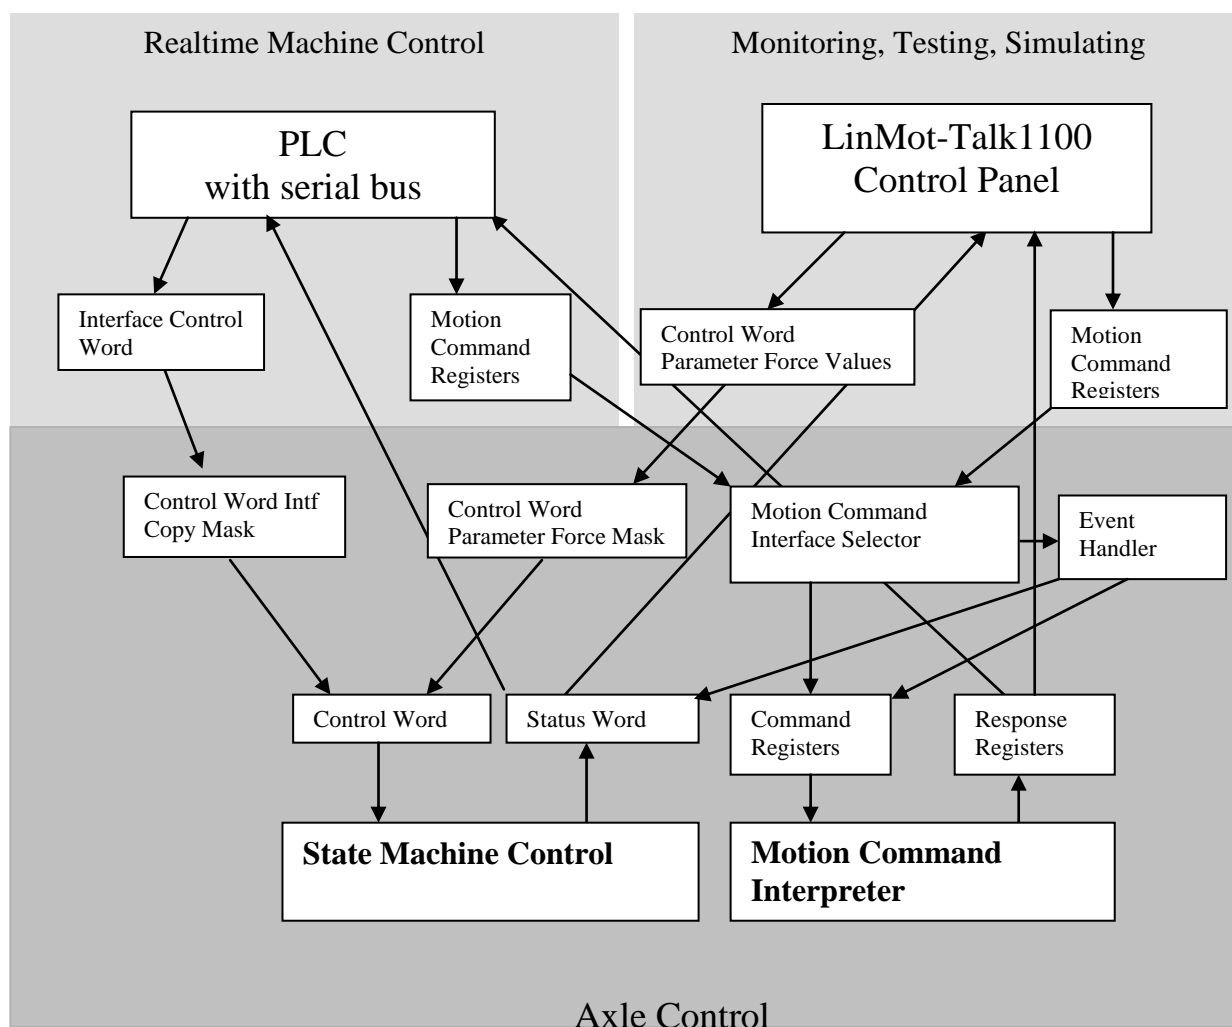 Realtime Machine Control
Monitoring, Testing, Simulating
PLC
with serial bus
LinMot-Talk1100
Control Panel
Interface Control
Word
Motion
Command
Registers
Control Word
Parameter Force Values
Motion
Command
Registers
Control Word Intf
Copy Mask
Control Word
Parameter Force Mask
Motion Command
Interface Selector
Event
Handler
Control Word
Status Word
Command
Registers
Response
Registers
State Machine Control
Motion Command
Interpreter
Axle Control